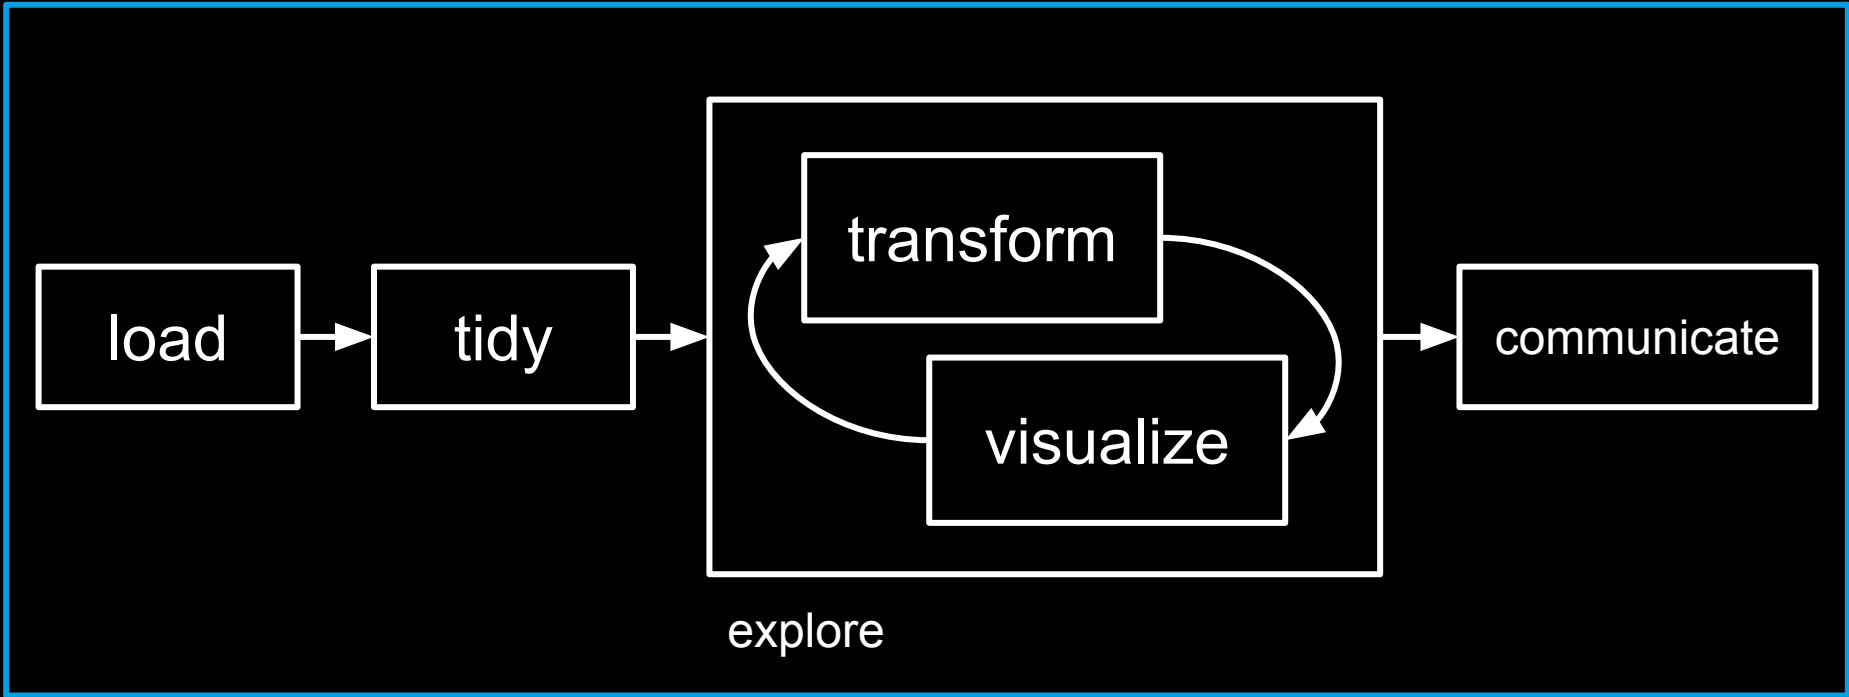 load
tidy
transform
visualize
explore
communicate